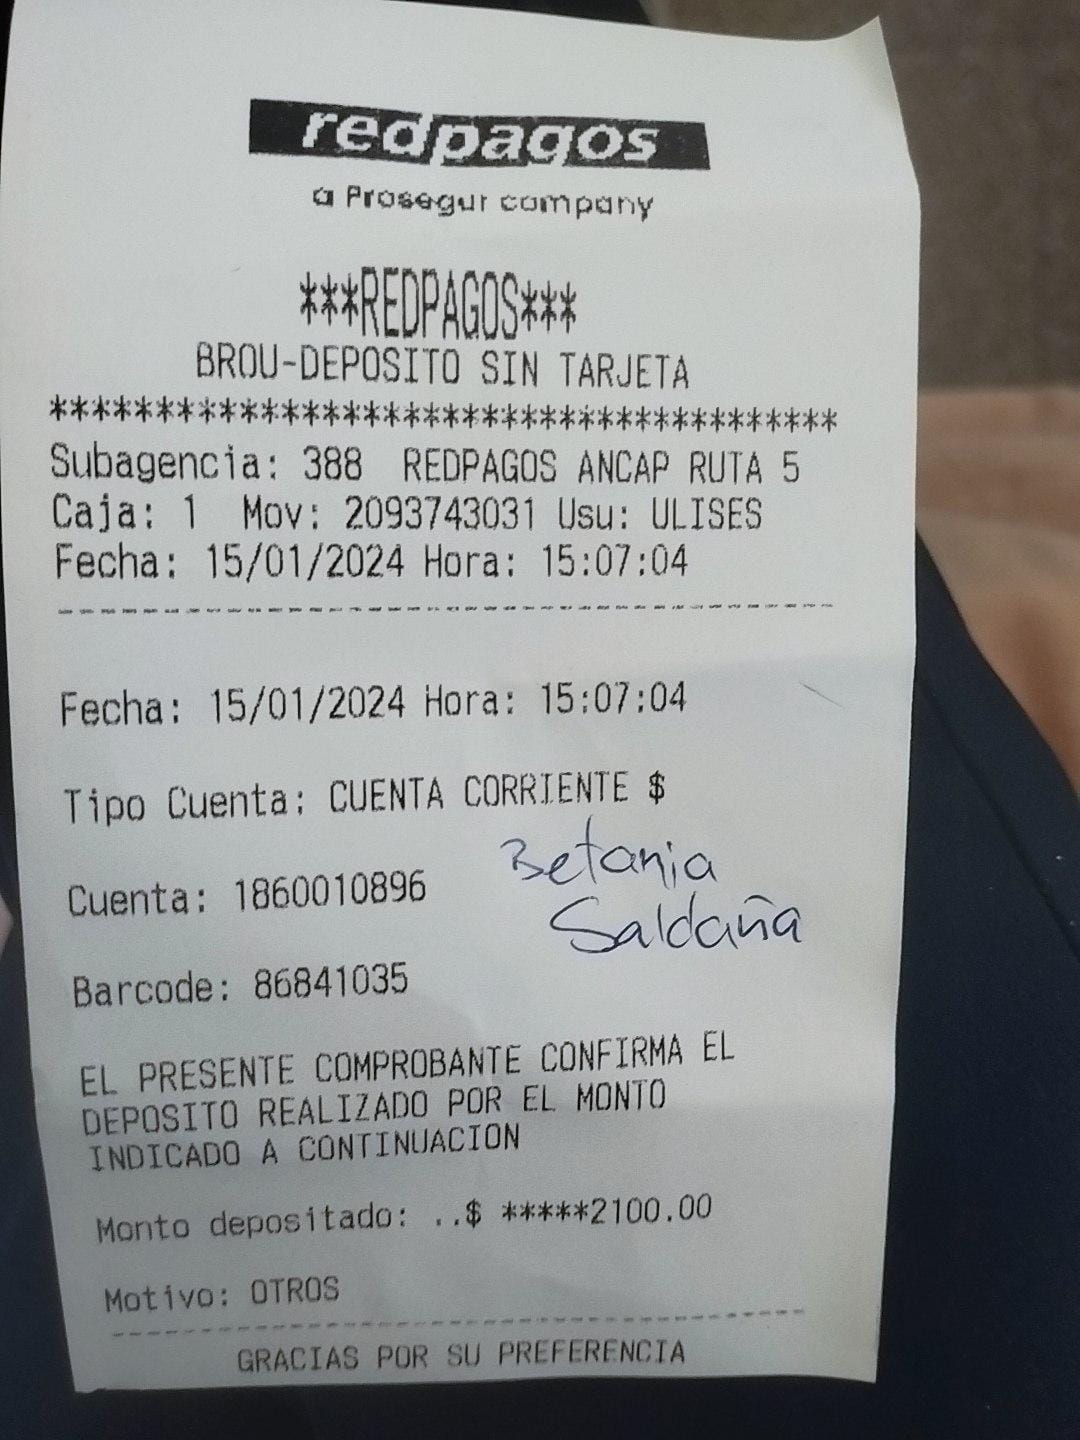 redpagos
a Prosegur company
***REDPAGOS***
BROU-DEPOSITO SIN TARJETA
*************************************
Subagencia: 388 REDPAGOS ANCAP RUTA 5
Caja: 1 Mov: 2093743031 Usu: ULISES
Fecha: 15/01/2024 Hora: 15:07:04
Fecha: 15/01/2024 Hora: 15:07:04
Tipo Cuenta: CUENTA CORRIENTE $
Betania
Cuenta: 1860010896
Saldaña
Barcode: 86841035
EL PRESENTE COMPROBANTE CONFIRMA EL
DEPOSITO REALIZADO POR EL MONTO
INDICADO A CONTINUACION
Monto depositado: ..$ *****2100.00
Motivo: OTROS
GRACIAS POR SU PREFERENCIA